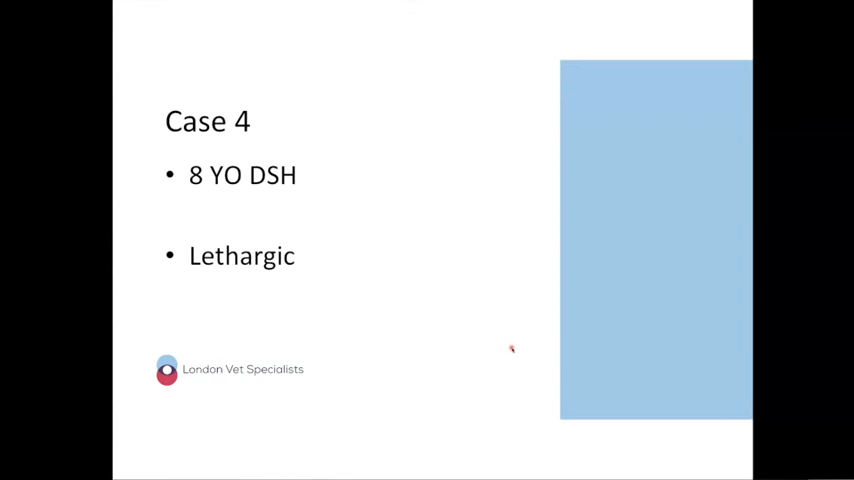 Case 4
• 8 YO DSH
• Lethargic
London Vet Specialists